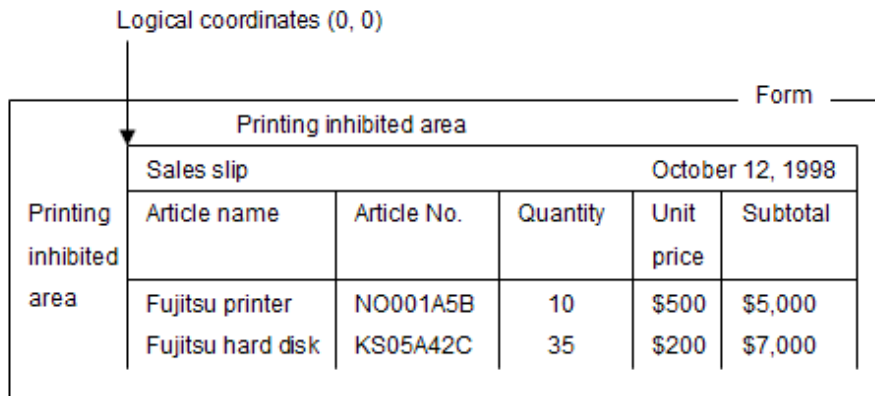 Logical coordinates (0, 0)
Form
Printing inhibited area
Sales slip October 12, 1998
Printing inhibited area
Article name Article No. Quantity Unit price Subtotal
Fujitsu printer NO001A5B 10 $500 $5,000
Fujitsu hard disk KS05A42C 35 $200 $7,000